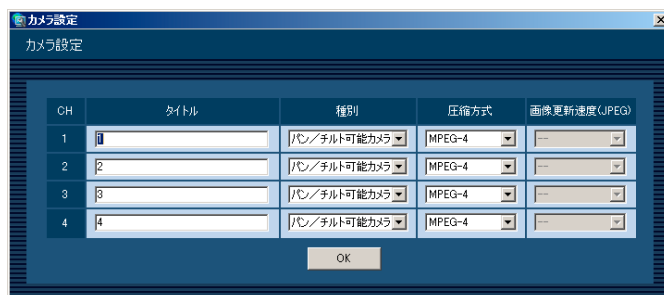 カメラ設定
カメラ設定
CH タイトル 種別 圧縮方式 画像更新速度(JPEG)
1 1 パン／チルト可能カメラ MPEG-4 --
2 2 パン／チルト可能カメラ MPEG-4 --
3 3 パン／チルト可能カメラ MPEG-4 --
4 4 パン／チルト可能カメラ MPEG-4 --
OK